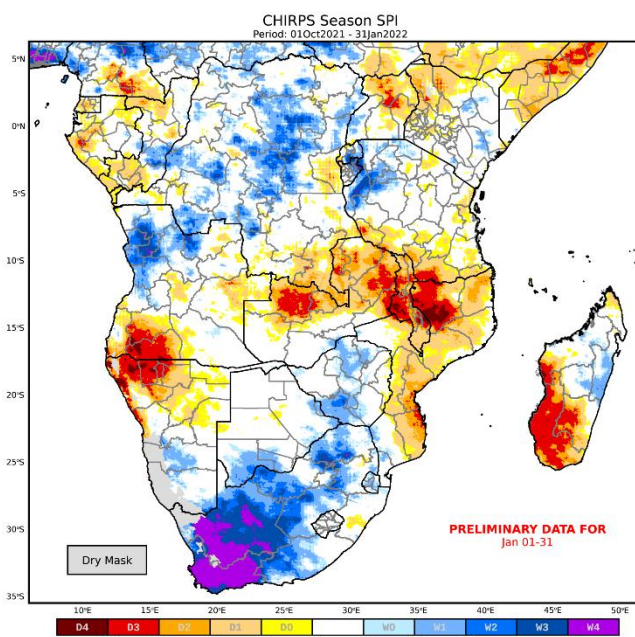 CHIRPS Season SPI
Period: 01Oct2021 - 31Jan2022
5°N
0°N
5°S
10°S
15°S
20°S
25°S
30°S
35°S
PRELIMINARY DATA FOR
Jan 01-31
Dry Mask
10°E 15°E 20°E 25°E 30°E 35°E 40°E 45°E 50°E
D4 D3 D2 D1 D0 W0 W1 W2 W3 W4